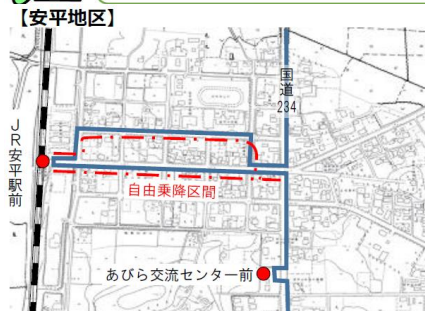 【安平地区】
国道
234
JR安平駅前
自由乗降区間
あびら交流センター前